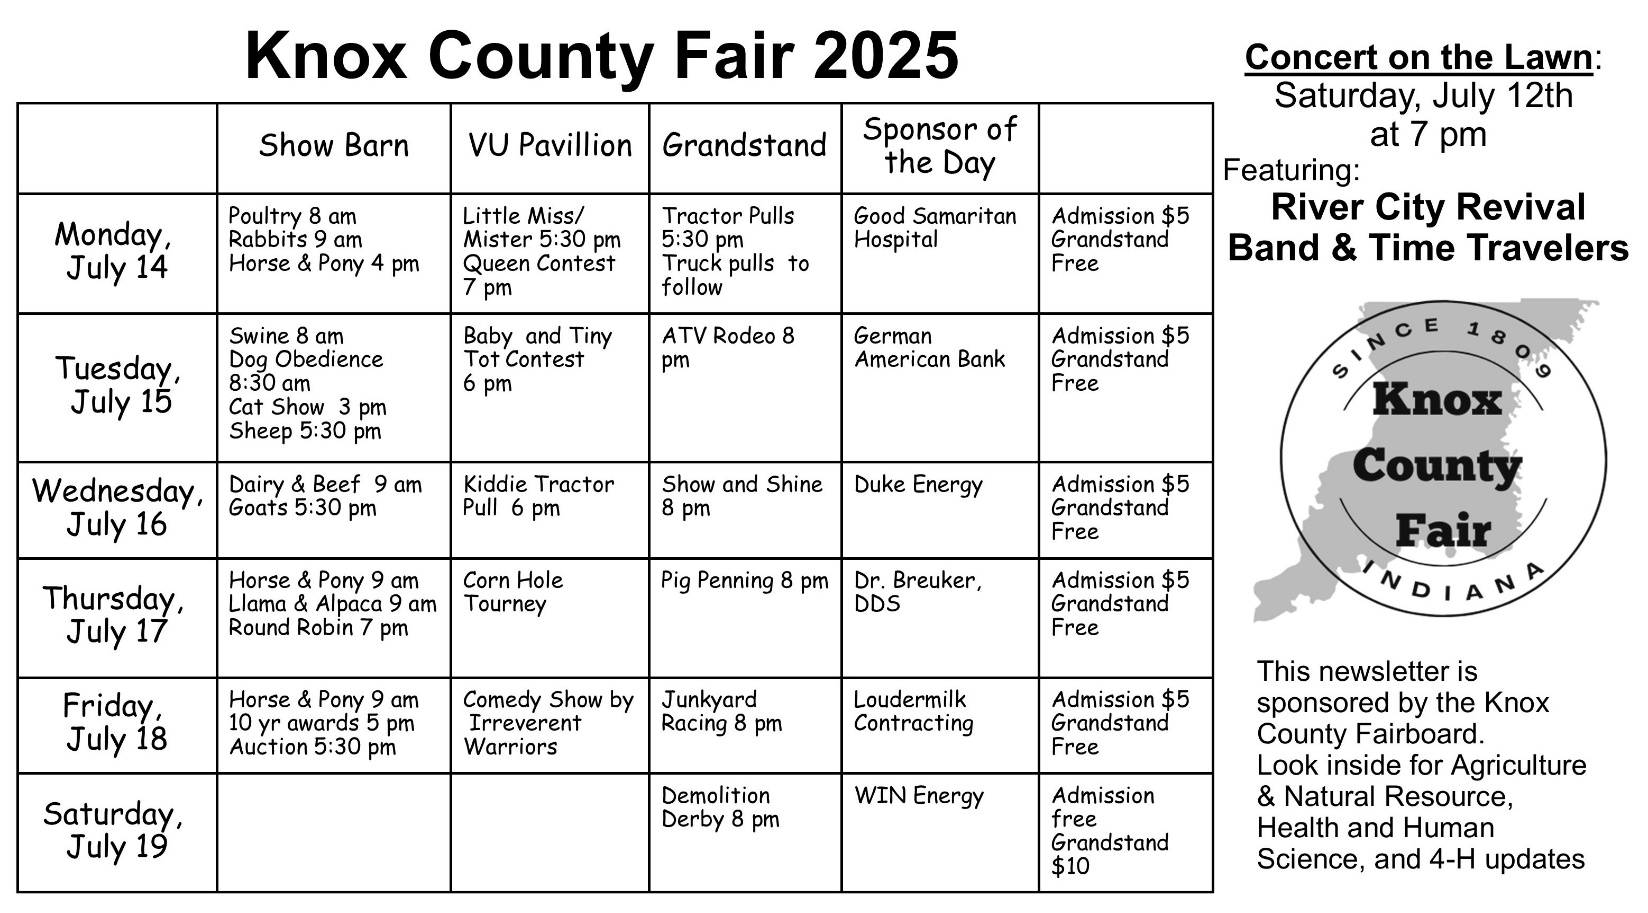 Knox County Fair 2025
Show Barn
VU Pavillion
Grandstand
Sponsor of
the Day
Monday,
July 14
Poultry 8 am
Rabbits 9 am
Horse & Pony 4 pm
Little Miss/
Mister 5:30 pm
Queen Contest
7 pm
Tractor Pulls
5:30 pm
Truck pulls to
follow
Good Samaritan
Hospital
Admission $5
Grandstand
Free
Tuesday,
July 15
Swine 8 am
Dog Obedience
8:30 am
Cat Show 3 pm
Sheep 5:30 pm
Baby and Tiny
Tot Contest
6 pm
ATV Rodeo 8
pm
German
American Bank
Admission $5
Grandstand
Free
Wednesday,
July 16
Dairy & Beef 9 am
Goats 5:30 pm
Kiddie Tractor
Pull 6 pm
Show and Shine
8 pm
Duke Energy
Admission $5
Grandstand
Free
Thursday,
July 17
Horse & Pony 9 am
Llama & Alpaca 9 am
Round Robin 7 pm
Corn Hole
Tourney
Pig Penning 8 pm
Dr. Breuker,
DDS
Admission $5
Grandstand
Free
Friday,
July 18
Horse & Pony 9 am
10 yr awards 5 pm
Auction 5:30 pm
Comedy Show by
Irreverent
Warriors
Junkyard
Racing 8 pm
Loudermilk
Contracting
Admission $5
Grandstand
Free
Saturday,
July 19
Demolition
Derby 8 pm
WIN Energy
Admission
free
Grandstand
$10
Concert on the Lawn:
Saturday, July 12th
at 7 pm
Featuring:
River City Revival
Band & Time Travelers
SINCE 1809
Knox
County
Fair
INDIANA
This newsletter is
sponsored by the Knox
County Fairboard.
Look inside for Agriculture
& Natural Resource,
Health and Human
Science, and 4-H updates